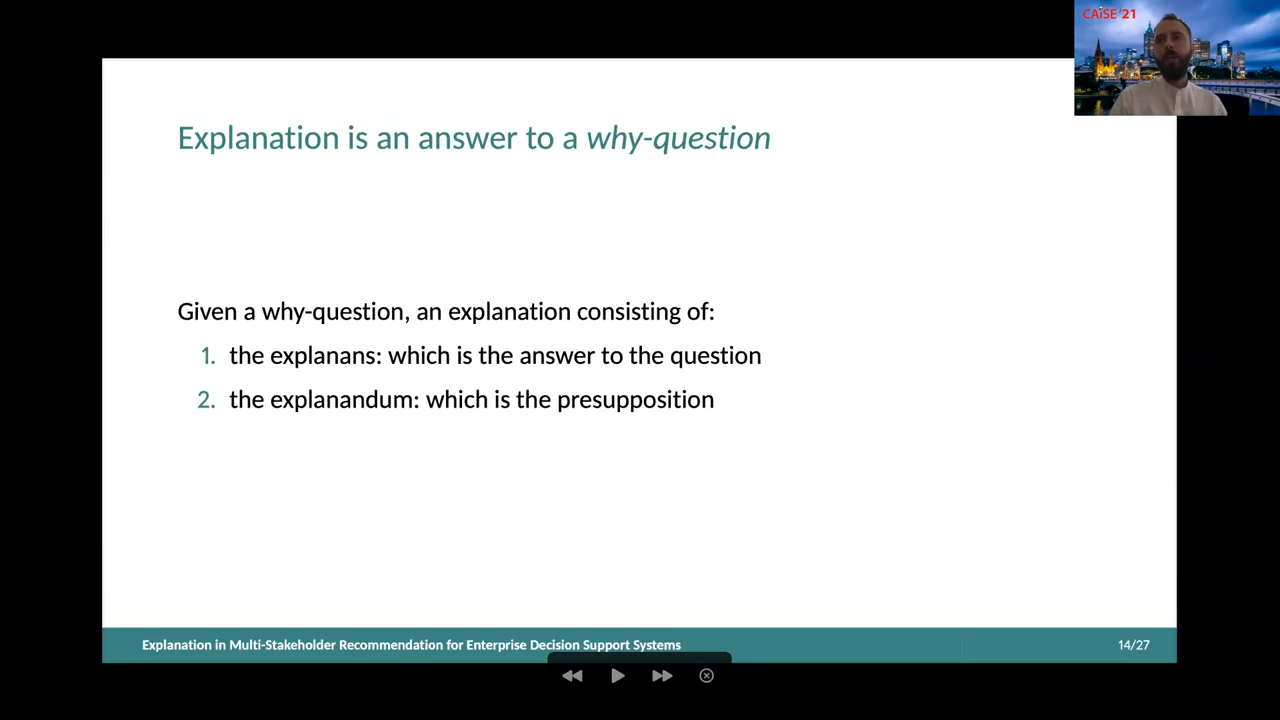 CAiSE '21
Explanation is an answer to a why-question
Given a why-question, an explanation consisting of:
1. the explanans: which is the answer to the question
2. the explanandum: which is the presupposition
Explanation in Multi-Stakeholder Recommendation for Enterprise Decision Support Systems
14/27